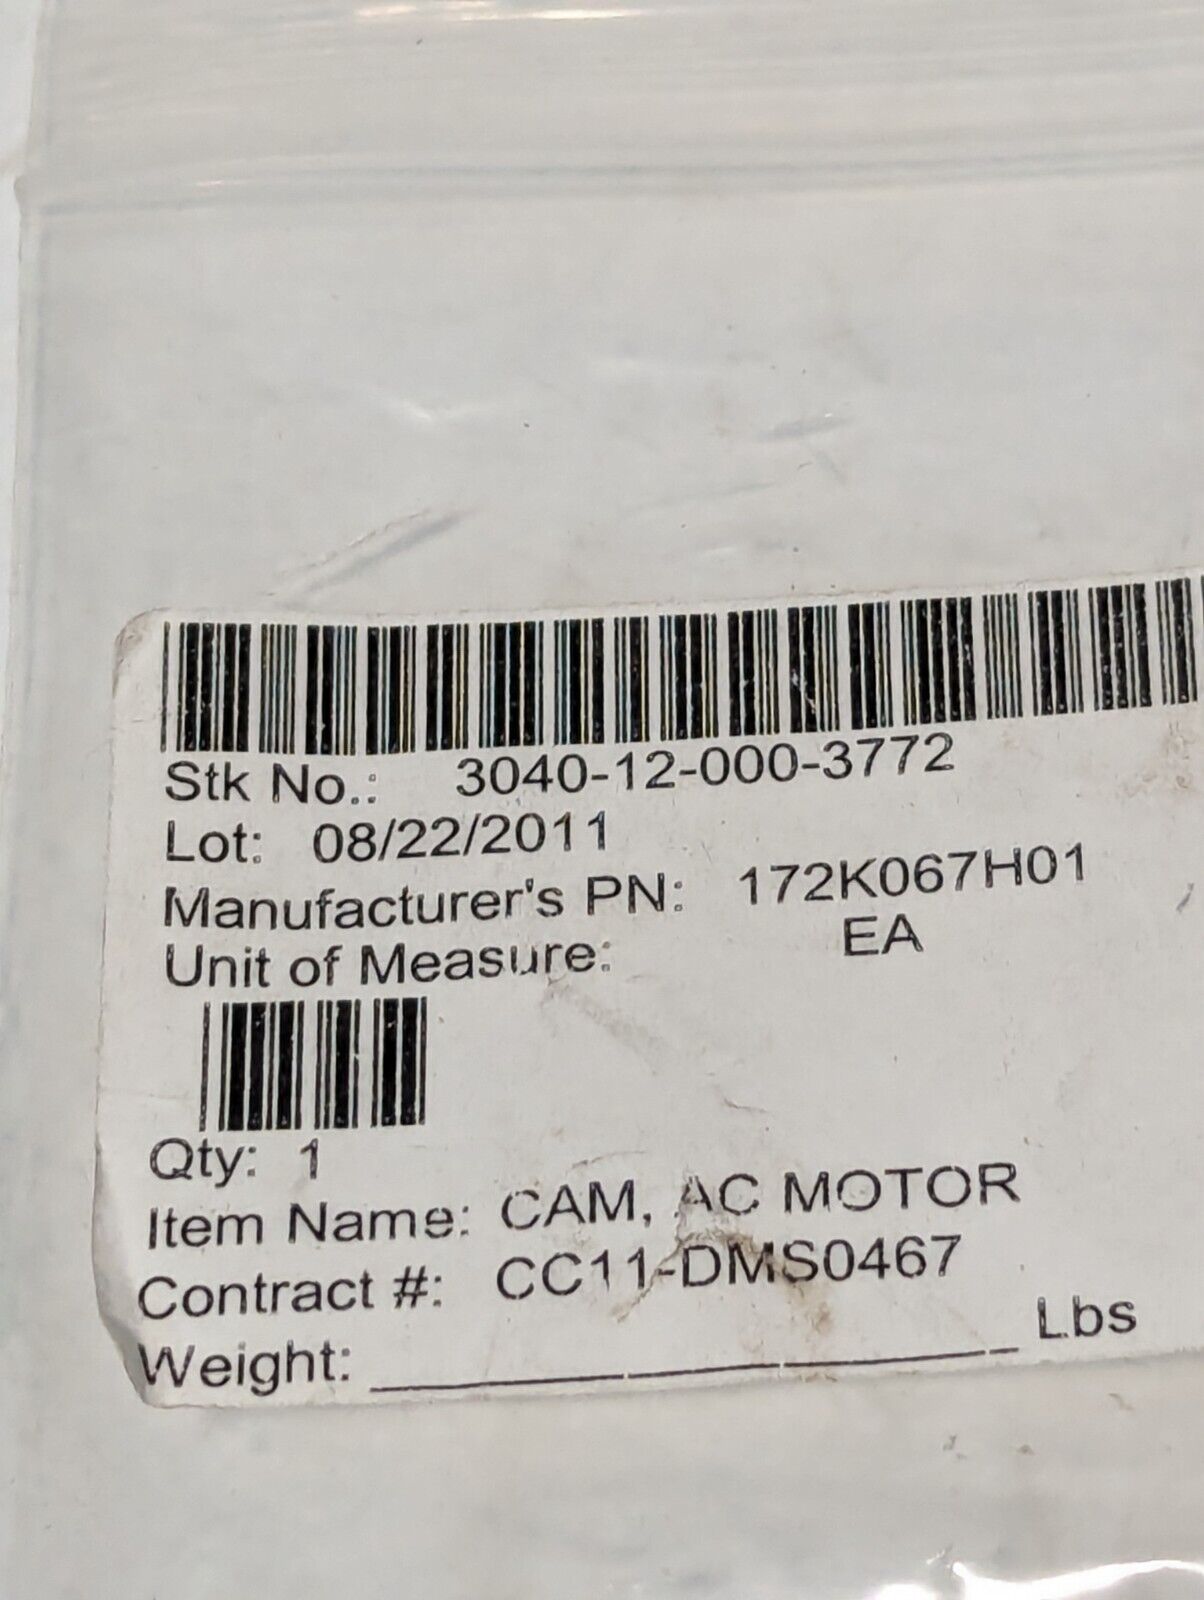 Stk No.: 3040-12-000-3772
Lot: 08/22/2011
Manufacturer's PN: 172K067H01
Unit of Measure: EA
Qty: 1
Item Name: CAM, AC MOTOR
Contract #: CC11-DMS0467
Weight: ____________________ Lbs